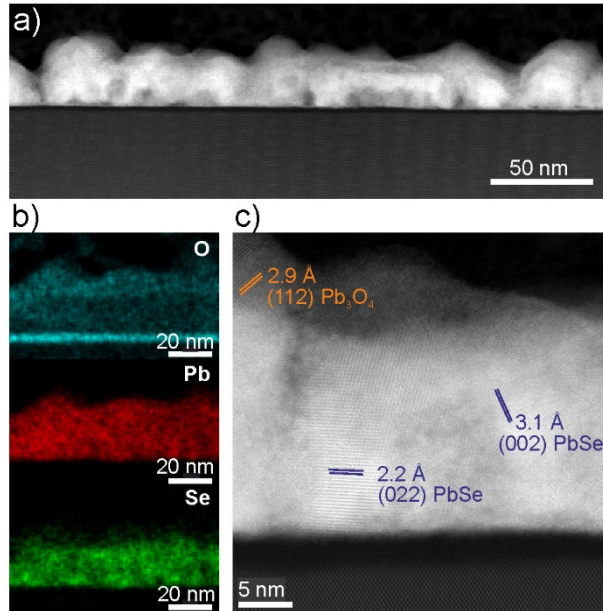 a)
50 nm
b)
O
20 nm
Pb
20 nm
Se
20 nm
c)
2.9 Å
(112) Pb₃O₄
3.1 Å
(002) PbSe
2.2 Å
(022) PbSe
5 nm